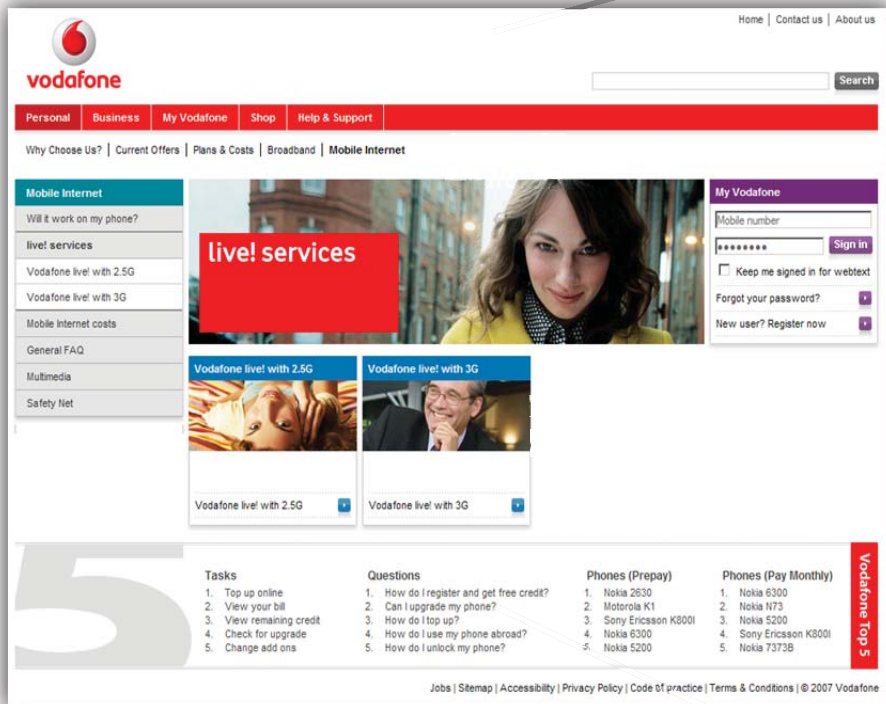 Home | Contact us | About us
vodafone
Search
Personal Business My Vodafone Shop Help & Support
Why Choose Us? | Current Offers | Plans & Costs | Broadband | Mobile Internet
Mobile Internet
Will it work on my phone?
live! services
Vodafone live! with 2.5G
Vodafone live! with 3G
Mobile Internet costs
General FAQ
Multimedia
Safety Net
live! services
My Vodafone
Mobile number
Sign in
Keep me signed in for webtext
Forgot your password?
New user? Register now
Vodafone live! with 2.5G
Vodafone live! with 2.5G
Vodafone live! with 3G
Vodafone live! with 3G
5
Tasks
1. Top up online
2. View your bill
3. View remaining credit
4. Check for upgrade
5. Change add ons
Questions
1. How do I register and get free credit?
2. Can I upgrade my phone?
3. How do I top up?
4. How do I use my phone abroad?
5. How do I unlock my phone?
Phones (Prepay)
1. Nokia 2630
2. Motorola K1
3. Sony Ericsson K800I
4. Nokia 6300
5. Nokia 5200
Phones (Pay Monthly)
1. Nokia 6300
2. Nokia N73
3. Nokia 5200
4. Sony Ericsson K800I
5. Nokia 7373B
Vodafone Top 5
Jobs | Sitemap | Accessibility | Privacy Policy | Code of practice | Terms & Conditions | © 2007 Vodafone